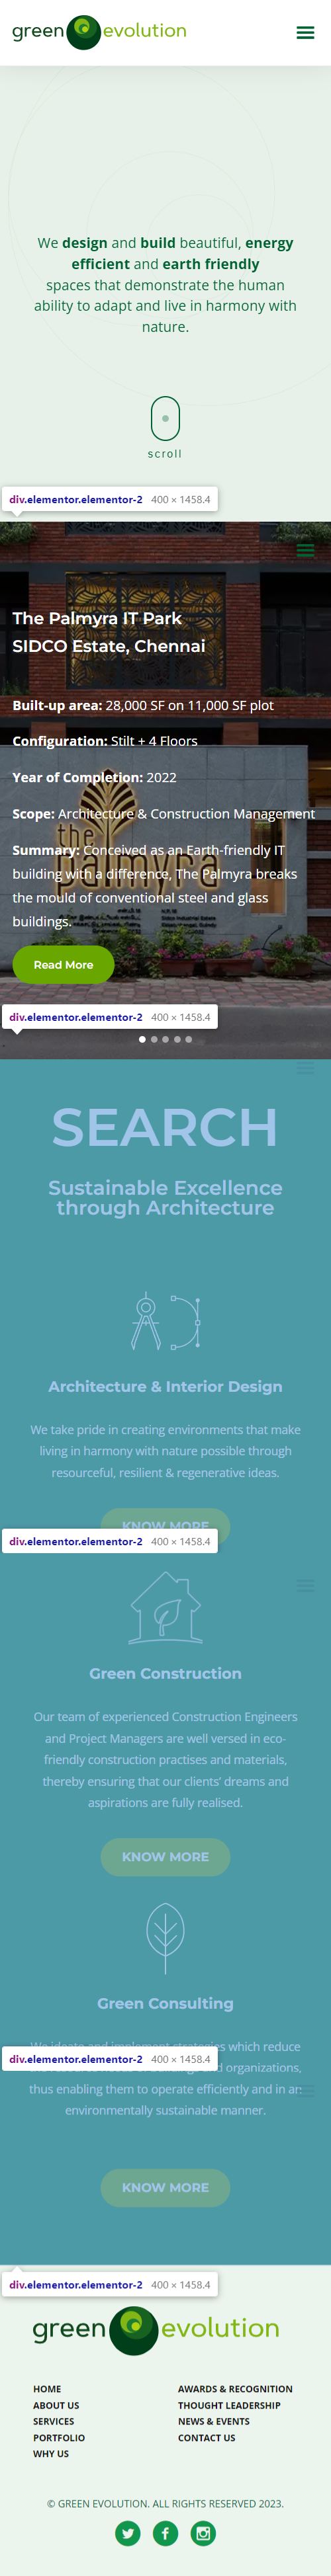 green evolution
We design and build beautiful, energy
efficient and earth friendly
spaces that demonstrate the human
ability to adapt and live in harmony with
nature.
scroll
div.elementor.elementor-2 400 × 1458.4
The Palmyra IT Park
SIDCO Estate, Chennai
Built-up area: 28,000 SF on 11,000 SF plot
Configuration: Stilt + 4 Floors
Year of Completion: 2022
Scope: Architecture & Construction Management
Summary: Conceived as an Earth-friendly IT
building with a difference, The Palmyra breaks
the mould of conventional steel and glass
buildings.
the
palmyra
Read More
div.elementor.elementor-2 400 × 1458.4
SEARCH
Sustainable Excellence
through Architecture
Architecture & Interior Design
We take pride in creating environments that make
living in harmony with nature possible through
resourceful, resilient & regenerative ideas.
KNOW MORE
div.elementor.elementor-2 400 × 1458.4
Green Construction
Our team of experienced Construction Engineers
and Project Managers are well versed in eco-
friendly construction practises and materials,
thereby ensuring that our clients' dreams and
aspirations are fully realised.
KNOW MORE
Green Consulting
We ideate and implement strategies which reduce
div.elementor.elementor-2 400 × 1458.4
organizations,
thus enabling them to operate efficiently and in an
environmentally sustainable manner.
KNOW MORE
div.elementor.elementor-2 400 × 1458.4
green evolution
HOME
ABOUT US
SERVICES
PORTFOLIO
WHY US
AWARDS & RECOGNITION
THOUGHT LEADERSHIP
NEWS & EVENTS
CONTACT US
© GREEN EVOLUTION. ALL RIGHTS RESERVED 2023.